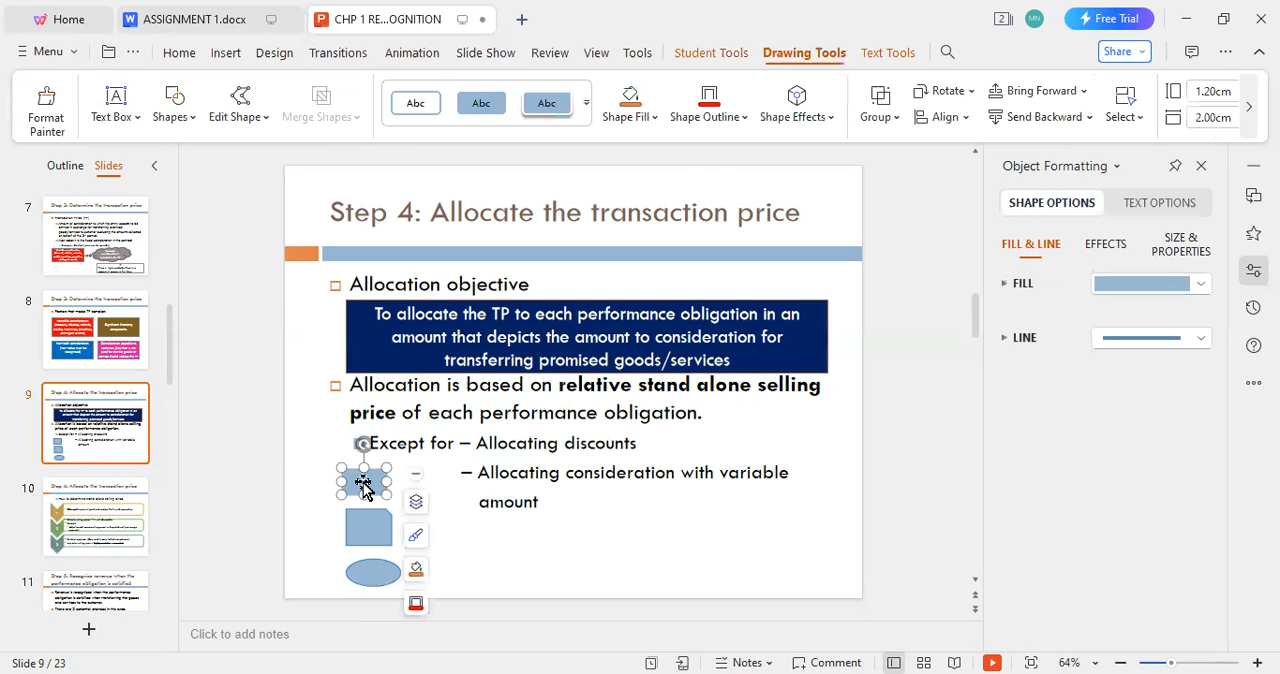 Home
ASSIGNMENT 1.docx
CHP 1 RE...OGNITION
2
MN
Free Trial
Menu
Home Insert Design Transitions Animation Slide Show Review View Tools Student Tools Drawing Tools Text Tools
Share
Format Painter
Text Box
Shapes
Edit Shape
Merge Shapes
Abc Abc Abc
Shape Fill
Shape Outline
Shape Effects
Group
Rotate
Align
Bring Forward
Send Backward
Select
1.20cm
2.00cm
Outline Slides
7
8
9
10
11
Step 4: Allocate the transaction price
Allocation objective
To allocate the TP to each performance obligation in an
amount that depicts the amount to consideration for
transferring promised goods/services
Allocation is based on relative stand alone selling
price of each performance obligation.
Except for – Allocating discounts
– Allocating consideration with variable
amount
Object Formatting
SHAPE OPTIONS TEXT OPTIONS
FILL & LINE EFFECTS SIZE & PROPERTIES
FILL
LINE
Click to add notes
Slide 9 / 23
Notes
Comment
64%